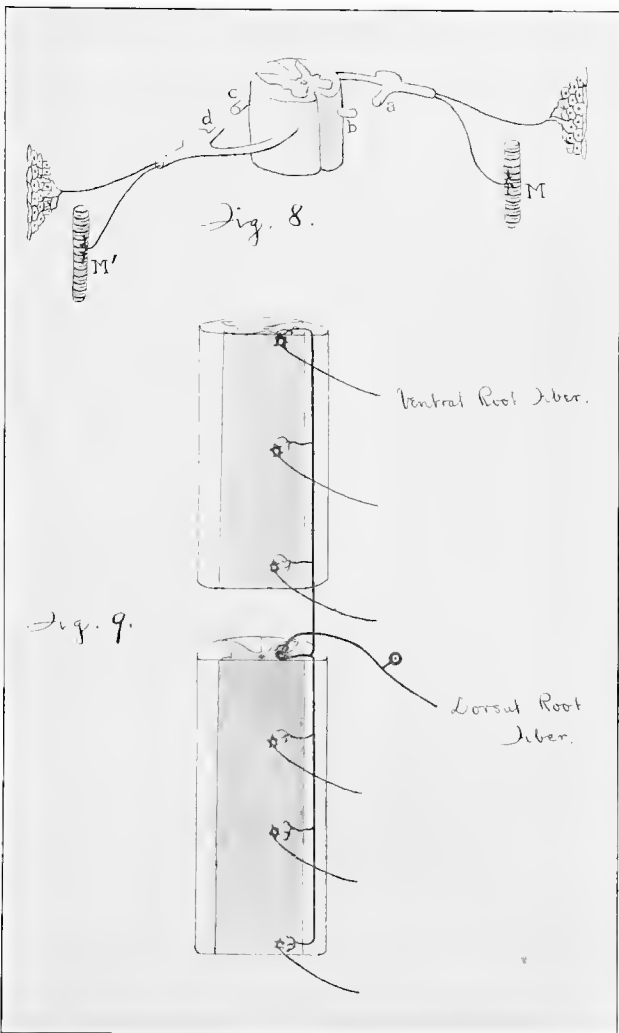 c
d
a
b
M
M'
Fig. 8.
Ventral Root Fiber.
Fig. 9.
Dorsal Root
Fiber.